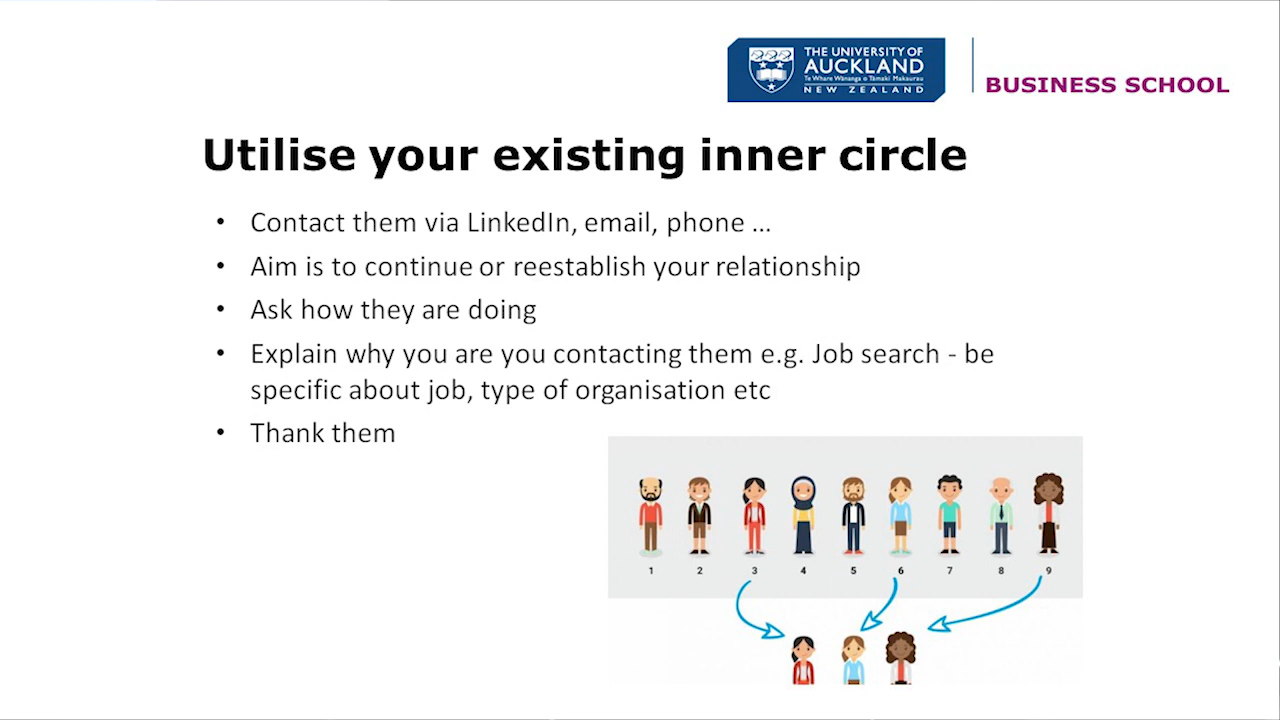 THE UNIVERSITY OF
AUCKLAND
Te Whare Wānanga o Tāmaki Makaurau
NEW ZEALAND
BUSINESS SCHOOL
Utilise your existing inner circle
• Contact them via LinkedIn, email, phone ...
• Aim is to continue or reestablish your relationship
• Ask how they are doing
• Explain why you are you contacting them e.g. Job search - be
specific about job, type of organisation etc
• Thank them
1 2 3 4 5 6 7 8 9